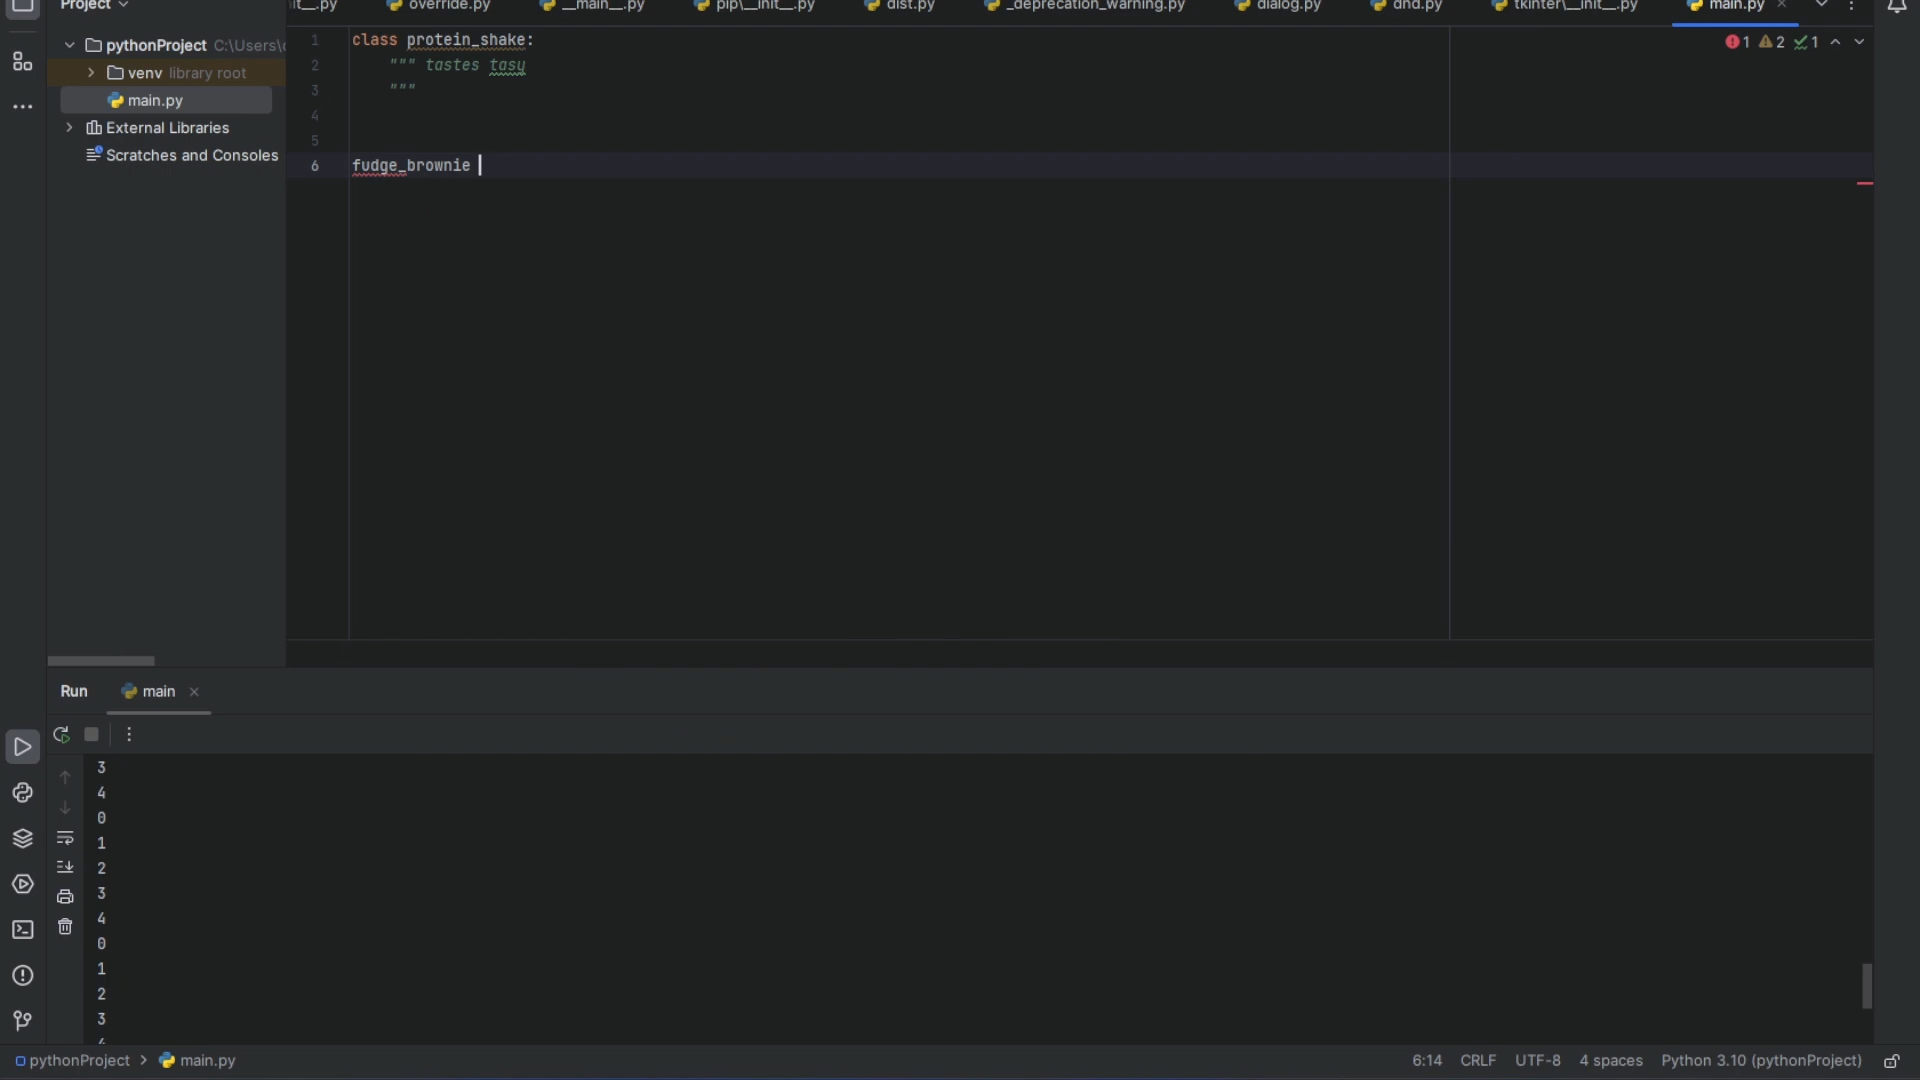 Project
it__.py override.py __main__.py pip\__init__.py dist.py _deprecation_warning.py dialog.py dnd.py tkinter\__init__.py main.py
pythonProject C:\Users\
venv library root
main.py
External Libraries
Scratches and Consoles
1 class protein_shake:
2 """ tastes tasy
3 """
4
5
6 fudge_brownie
1 2 1
Run main
3
4
0
1
2
3
4
0
1
2
3
pythonProject > main.py
6:14 CRLF UTF-8 4 spaces Python 3.10 (pythonProject)